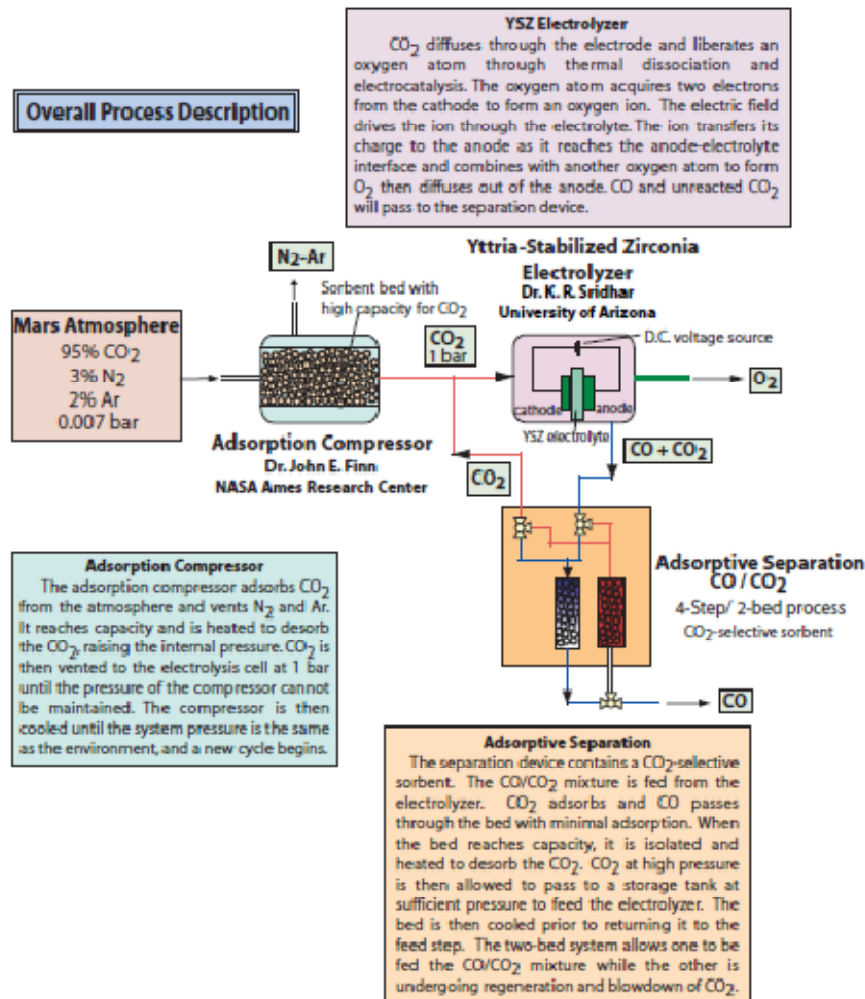 YSZ Electrolyzer
CO2 diffuses through the electrode and liberates an
oxygen atom through thermal dissociation and
electrocatalysis. The oxygen atom acquires two electrons
from the cathode to form an oxygen ion. The electric field
drives the ion through the electrolyte. The ion transfers its
charge to the anode as it reaches the anode-electrolyte
interface and combines with another oxygen atom to form
O2 then diffuses out of the anode. CO and unreacted CO2
will pass to the separation device.
Overall Process Description
N2-Ar
Sorbent bed with
high capacity for CO2
Yttria-Stabilized Zirconia
Electrolyzer
Dr. K. R. Sridhar
University of Arizona
Mars Atmosphere
95% CO2
3% N2
2% Ar
0.007 bar
CO2
1 bar
D.C. voltage source
O2
cathode
anode
YSZ electrolyte
Adsorption Compressor
Dr. John E. Finn
NASA Ames Research Center
CO2
CO + CO2
Adsorptive Separation
CO / CO2
4-Step/ 2-bed process
CO2-selective sorbent
CO
Adsorption Compressor
The adsorption compressor adsorbs CO2
from the atmosphere and vents N2 and Ar.
It reaches capacity and is heated to desorb
the CO2, raising the internal pressure. CO2 is
then vented to the electrolysis cell at 1 bar
until the pressure of the compressor cannot
be maintained. The compressor is then
cooled until the system pressure is the same
as the environment, and a new cycle begins.
Adsorptive Separation
The separation device contains a CO2-selective
sorbent. The CO/CO2 mixture is fed from the
electrolyzer. CO2 adsorbs and CO passes
through the bed with minimal adsorption. When
the bed reaches capacity, it is isolated and
heated to desorb the CO2. CO2 at high pressure
is then allowed to pass to a storage tank at
sufficient pressure to feed the electrolyzer. The
bed is then cooled prior to returning it to the
feed step. The two-bed system allows one to be
fed the CO/CO2 mixture while the other is
undergoing regeneration and blowdown of CO2.